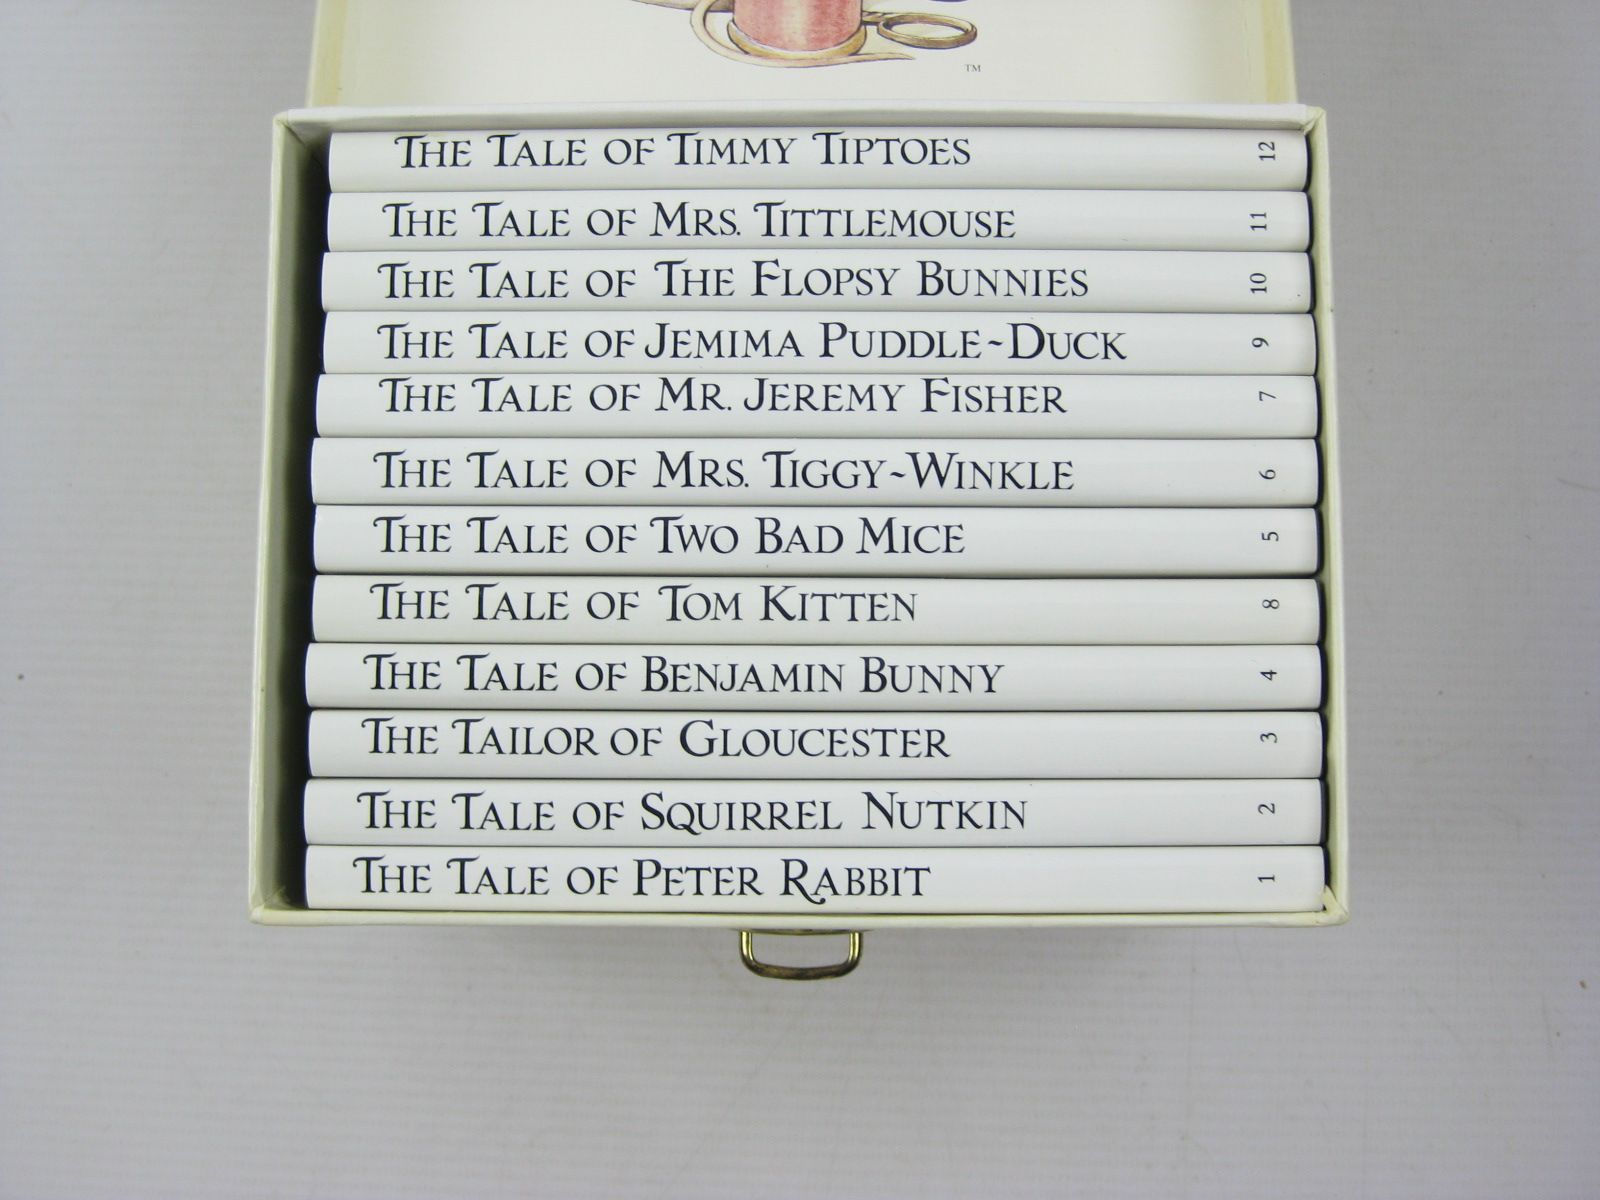 ™
THE TALE OF TIMMY TIPTOES 12
THE TALE OF MRS. TITTLEMOUSE 11
THE TALE OF THE FLOPSY BUNNIES 10
THE TALE OF JEMIMA PUDDLE~DUCK 9
THE TALE OF MR. JEREMY FISHER 7
THE TALE OF MRS. TIGGY~WINKLE 6
THE TALE OF TWO BAD MICE 5
THE TALE OF TOM KITTEN 8
THE TALE OF BENJAMIN BUNNY 4
THE TAILOR OF GLOUCESTER 3
THE TALE OF SQUIRREL NUTKIN 2
THE TALE OF PETER RABBIT 1